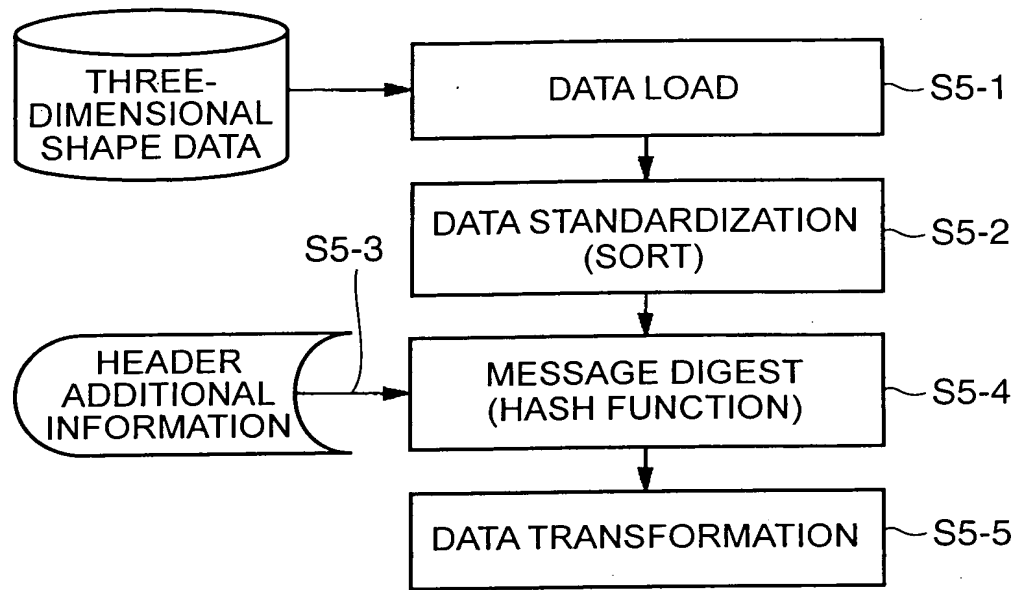 THREE-
DIMENSIONAL
SHAPE DATA
DATA LOAD
S5-1
DATA STANDARDIZATION
(SORT)
S5-2
S5-3
HEADER
ADDITIONAL
INFORMATION
MESSAGE DIGEST
(HASH FUNCTION)
S5-4
DATA TRANSFORMATION
S5-5